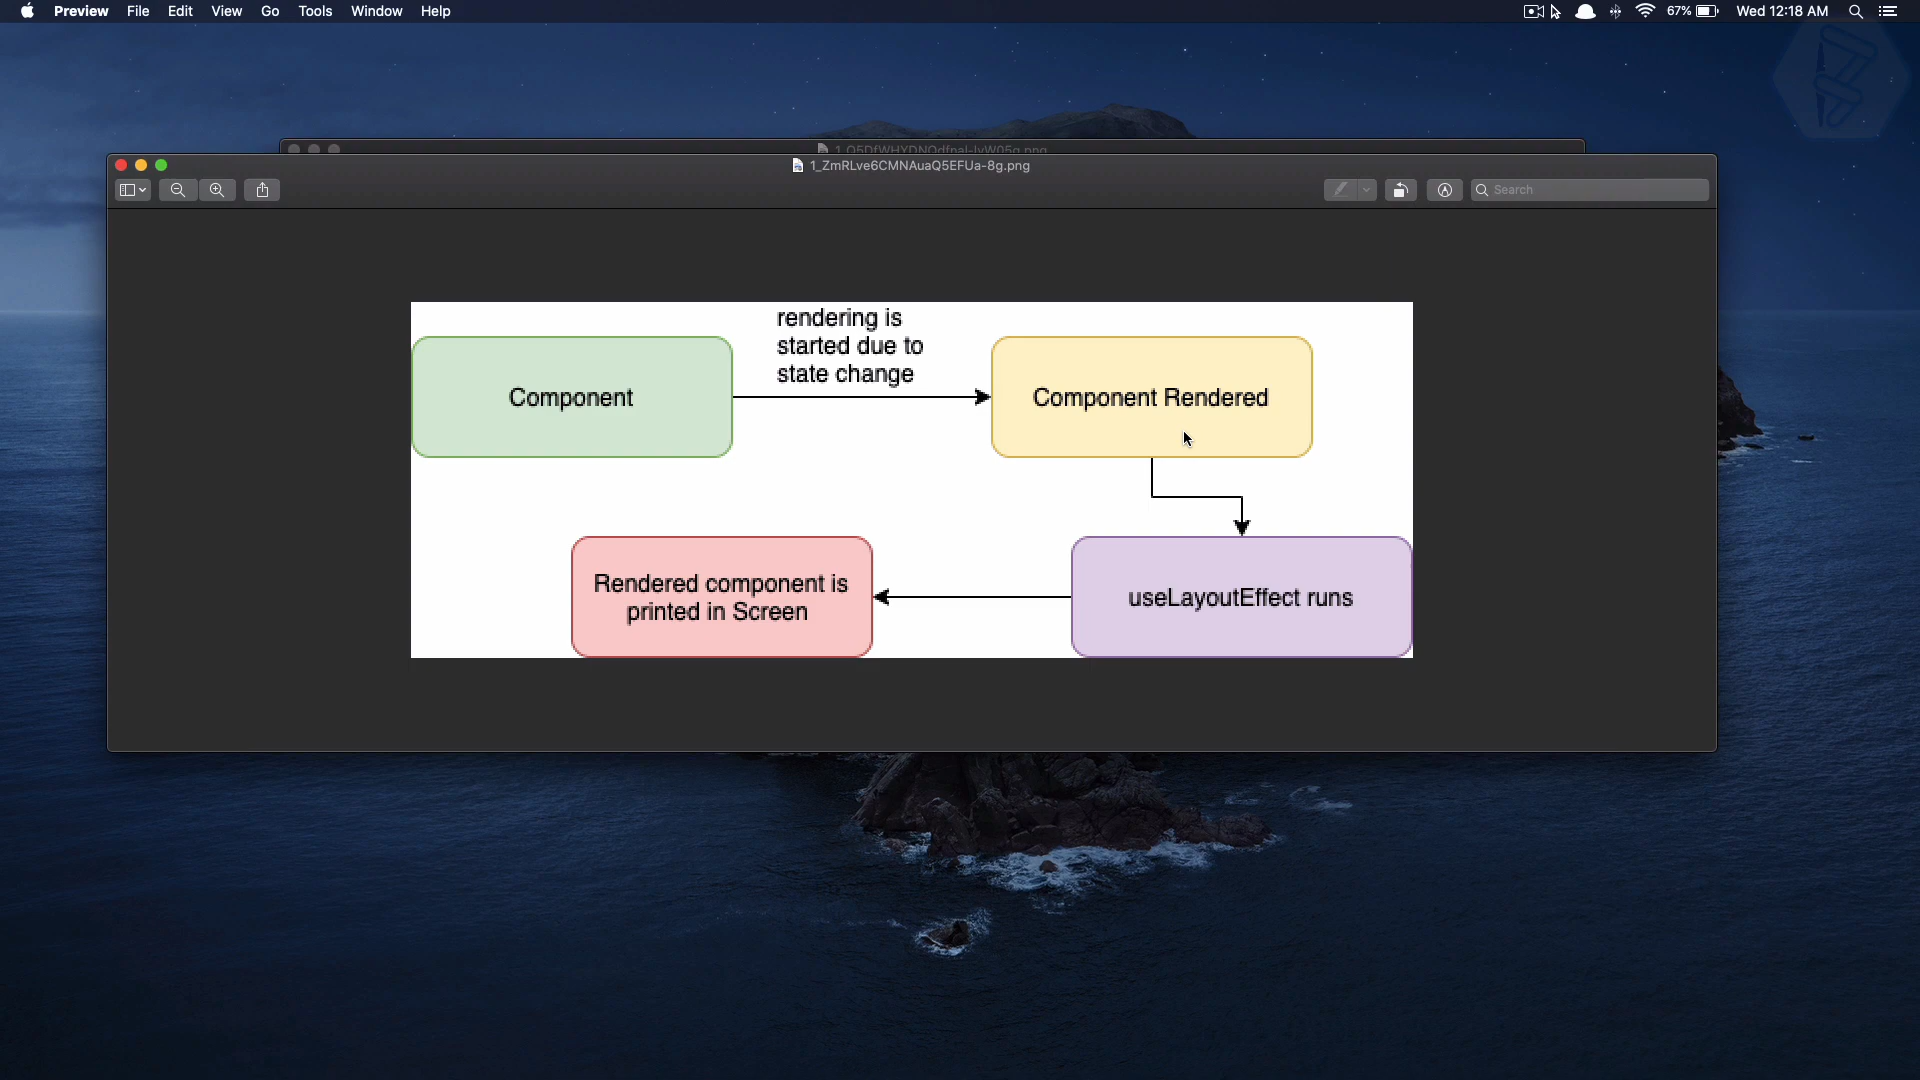 Preview File Edit View Go Tools Window Help
67% Wed 12:18 AM
1_ZmRLve6CMNAuaQ5EFUa-8g.png
Search
rendering is
started due to
state change
Component
Component Rendered
Rendered component is
printed in Screen
useLayoutEffect runs